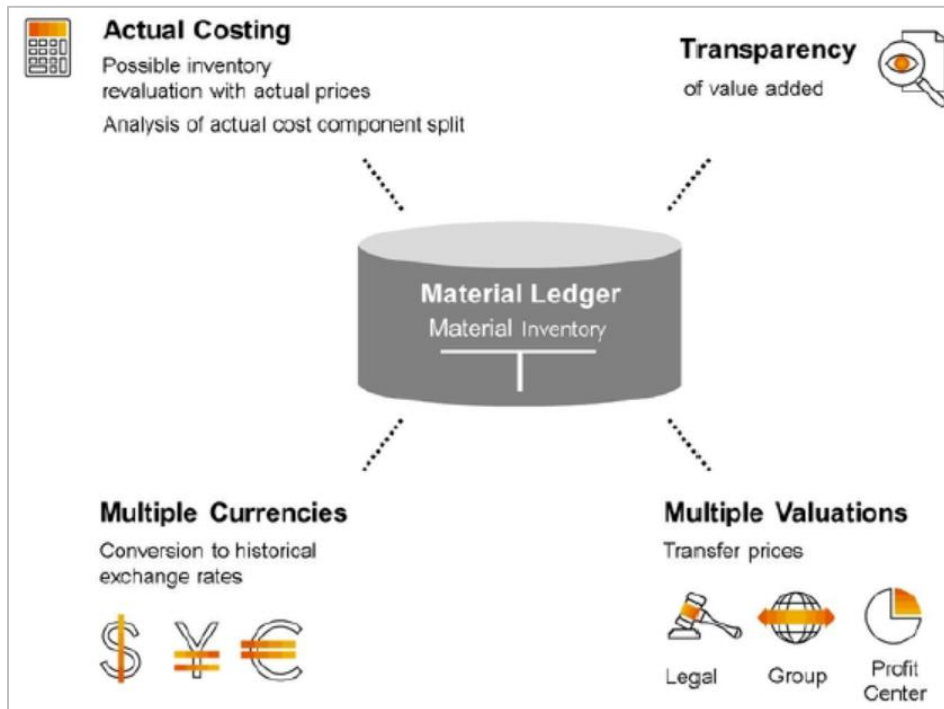 Actual Costing
Possible inventory
revaluation with actual prices
Analysis of actual cost component split
Transparency
of value added
Material Ledger
Material Inventory
Multiple Currencies
Conversion to historical
exchange rates
$ ¥ €
Multiple Valuations
Transfer prices
Legal
Group
Profit
Center